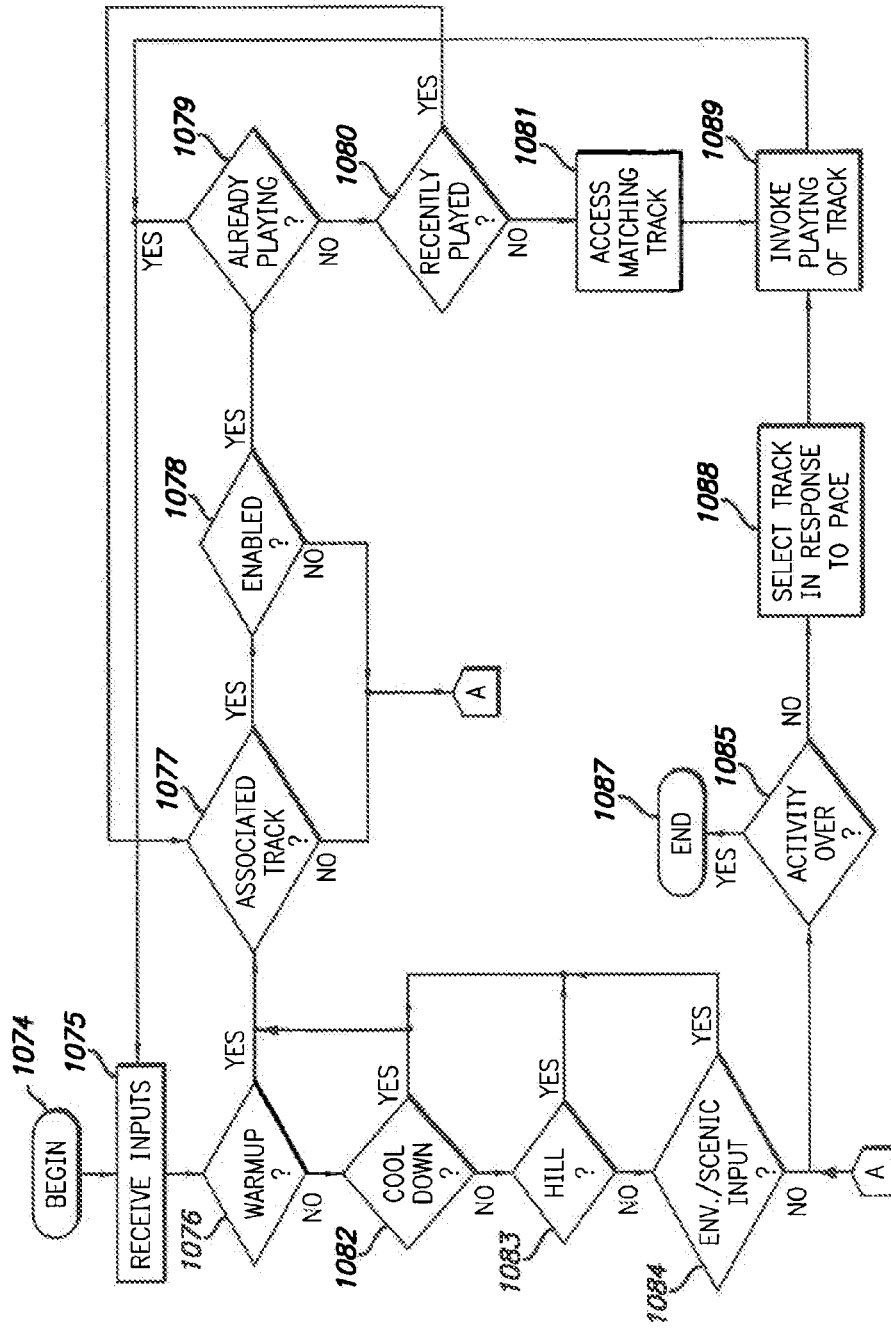 1074
BEGIN
1075
RECEIVE INPUTS
1076
WARMUP
?
YES
NO
1077
ASSOCIATED
TRACK
?
YES
NO
1078
ENABLED
?
YES
NO
A
1079
ALREADY
PLAYING
?
YES
NO
1080
RECENTLY
PLAYED
?
YES
NO
1081
ACCESS
MATCHING
TRACK
1082
COOL
DOWN
?
YES
NO
1083
HILL
?
YES
NO
1084
ENV./SCENIC
INPUT
?
YES
NO
A
1085
ACTIVITY
OVER
?
YES
NO
1087
END
1088
SELECT TRACK
IN RESPONSE
TO PACE
1089
INVOKE
PLAYING
OF TRACK